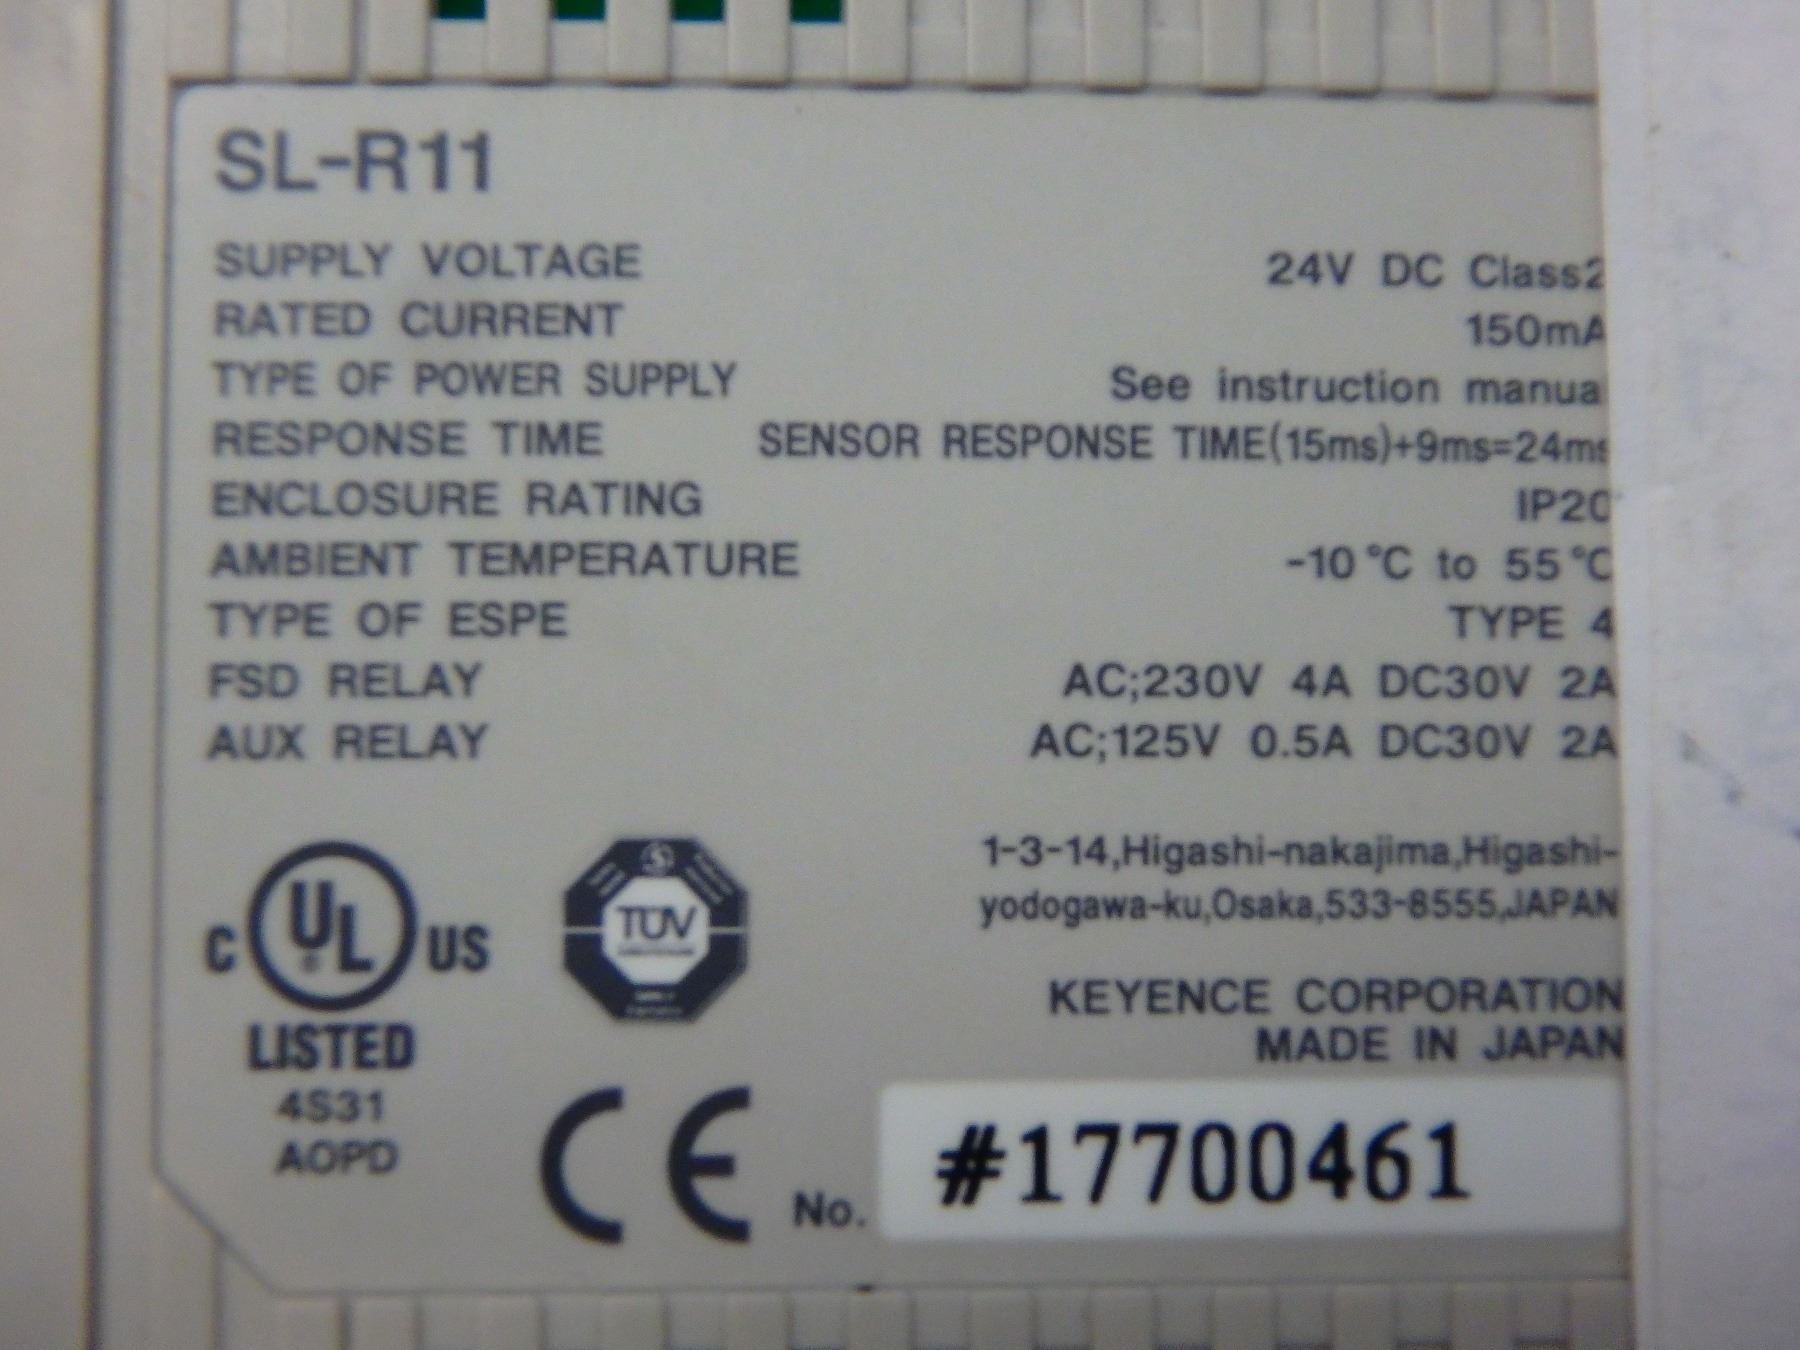 SL-R11
SUPPLY VOLTAGE 24V DC Class2
RATED CURRENT 150mA
TYPE OF POWER SUPPLY See instruction manua
RESPONSE TIME SENSOR RESPONSE TIME(15ms)+9ms=24ms
ENCLOSURE RATING IP20
AMBIENT TEMPERATURE -10°C to 55°C
TYPE OF ESPE TYPE 4
FSD RELAY AC;230V 4A DC30V 2A
AUX RELAY AC;125V 0.5A DC30V 2A
1-3-14,Higashi-nakajima,Higashi-
yodogawa-ku,Osaka,533-8555,JAPAN
C UL ® US
LISTED
4S31
AOPD
TÜV
KEYENCE CORPORATION
MADE IN JAPAN
CE
No. #17700461